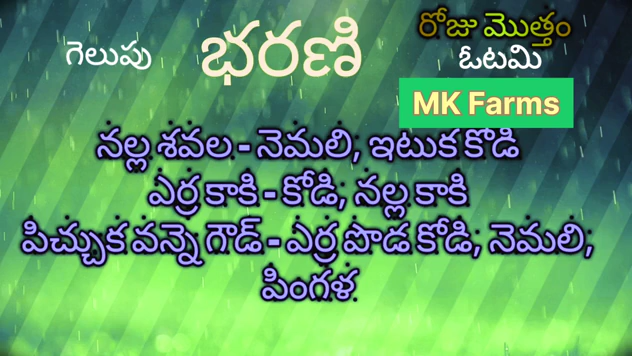 రోజు మొత్తం
గెలుపు
భరణి
ఓటమి
MK Farms
నల్ల శవల - నెమలి, ఇటుక కోడి
ఎర్ర కాకి - కోడి, నల్ల కాకి
పిచ్చుక వన్నె గౌడ్ - ఎర్ర పొడ కోడి, నెమలి,
పింగళ